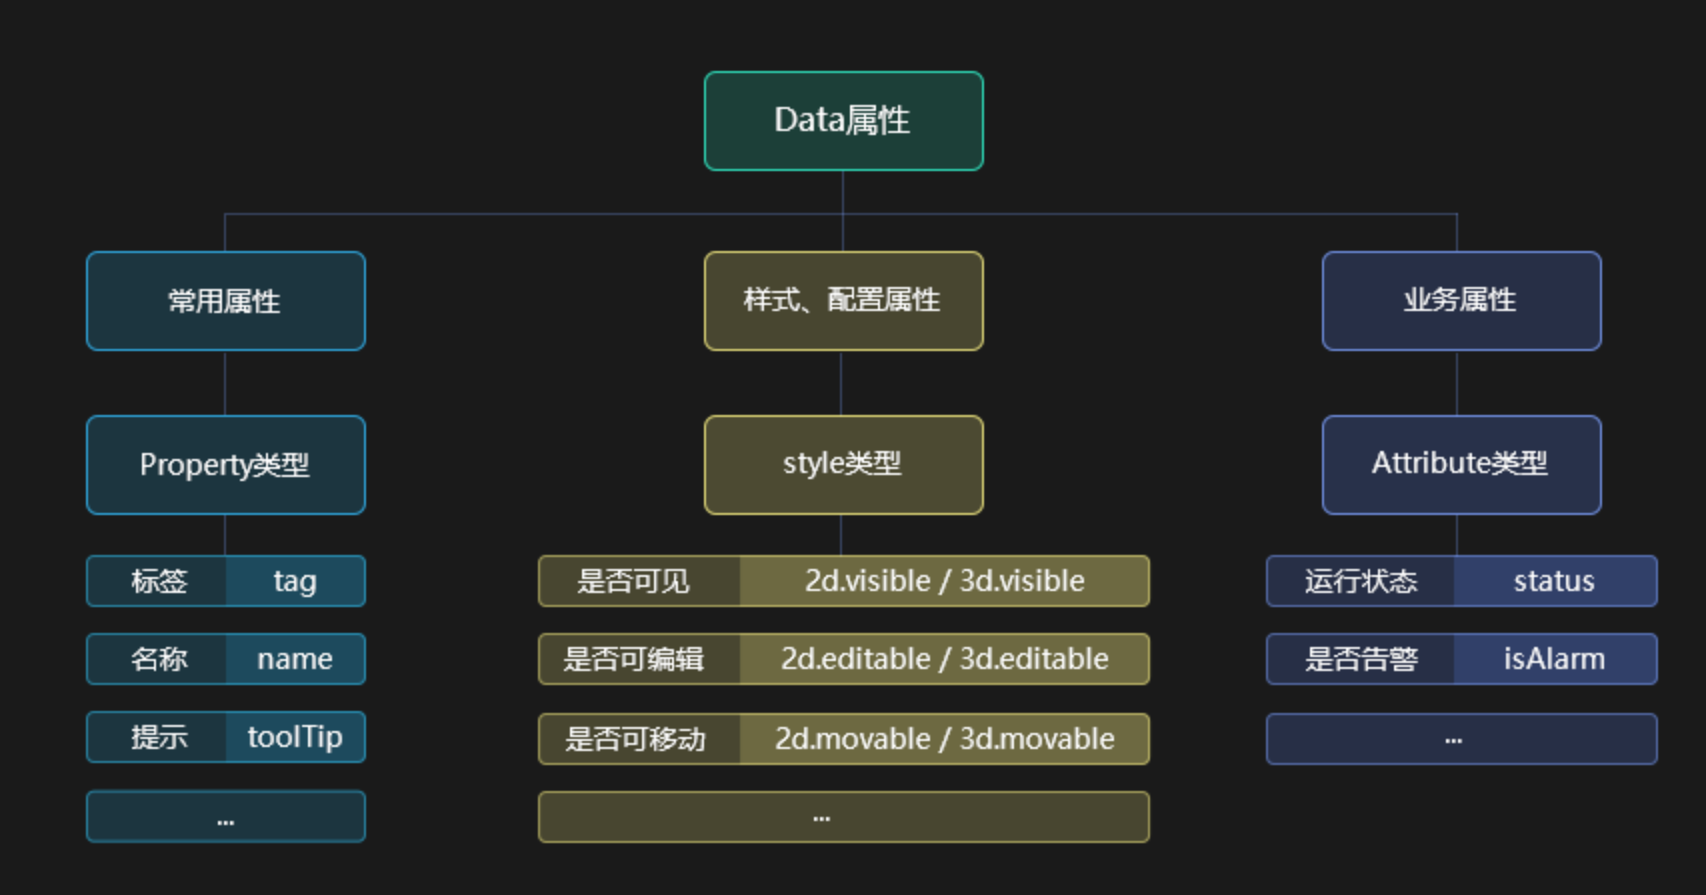 Data属性
常用属性
样式、配置属性
业务属性
Property类型
style类型
Attribute类型
标签 tag
是否可见 2d.visible / 3d.visible
运行状态 status
名称 name
是否可编辑 2d.editable / 3d.editable
是否告警 isAlarm
提示 toolTip
是否可移动 2d.movable / 3d.movable
...
...
...